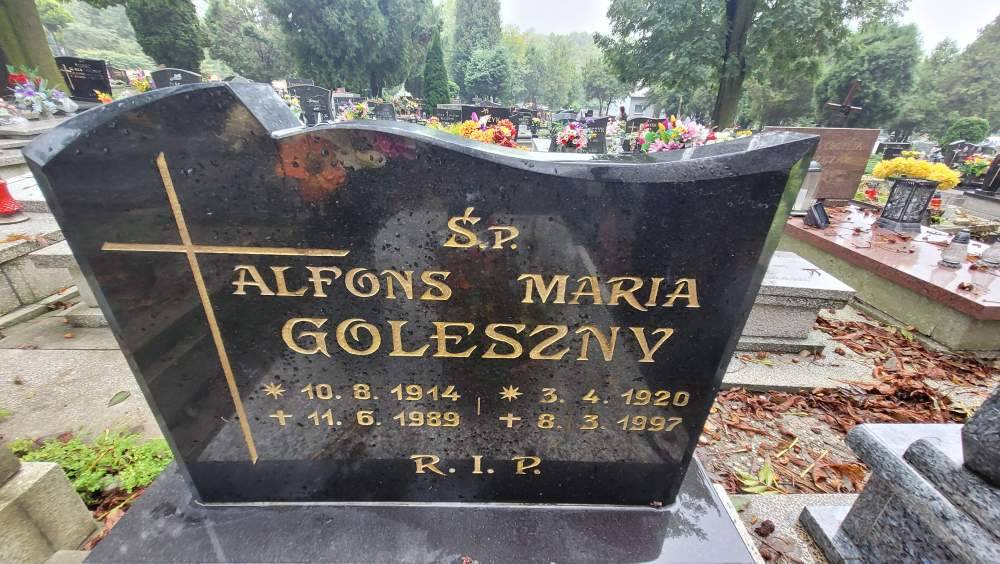 Ś.P.
ALFONS MARIA
GOLESZNY
* 10. 8. 1914 | * 3. 4. 1920
+ 11. 6. 1989 + 8. 3. 1997
R. I. P.